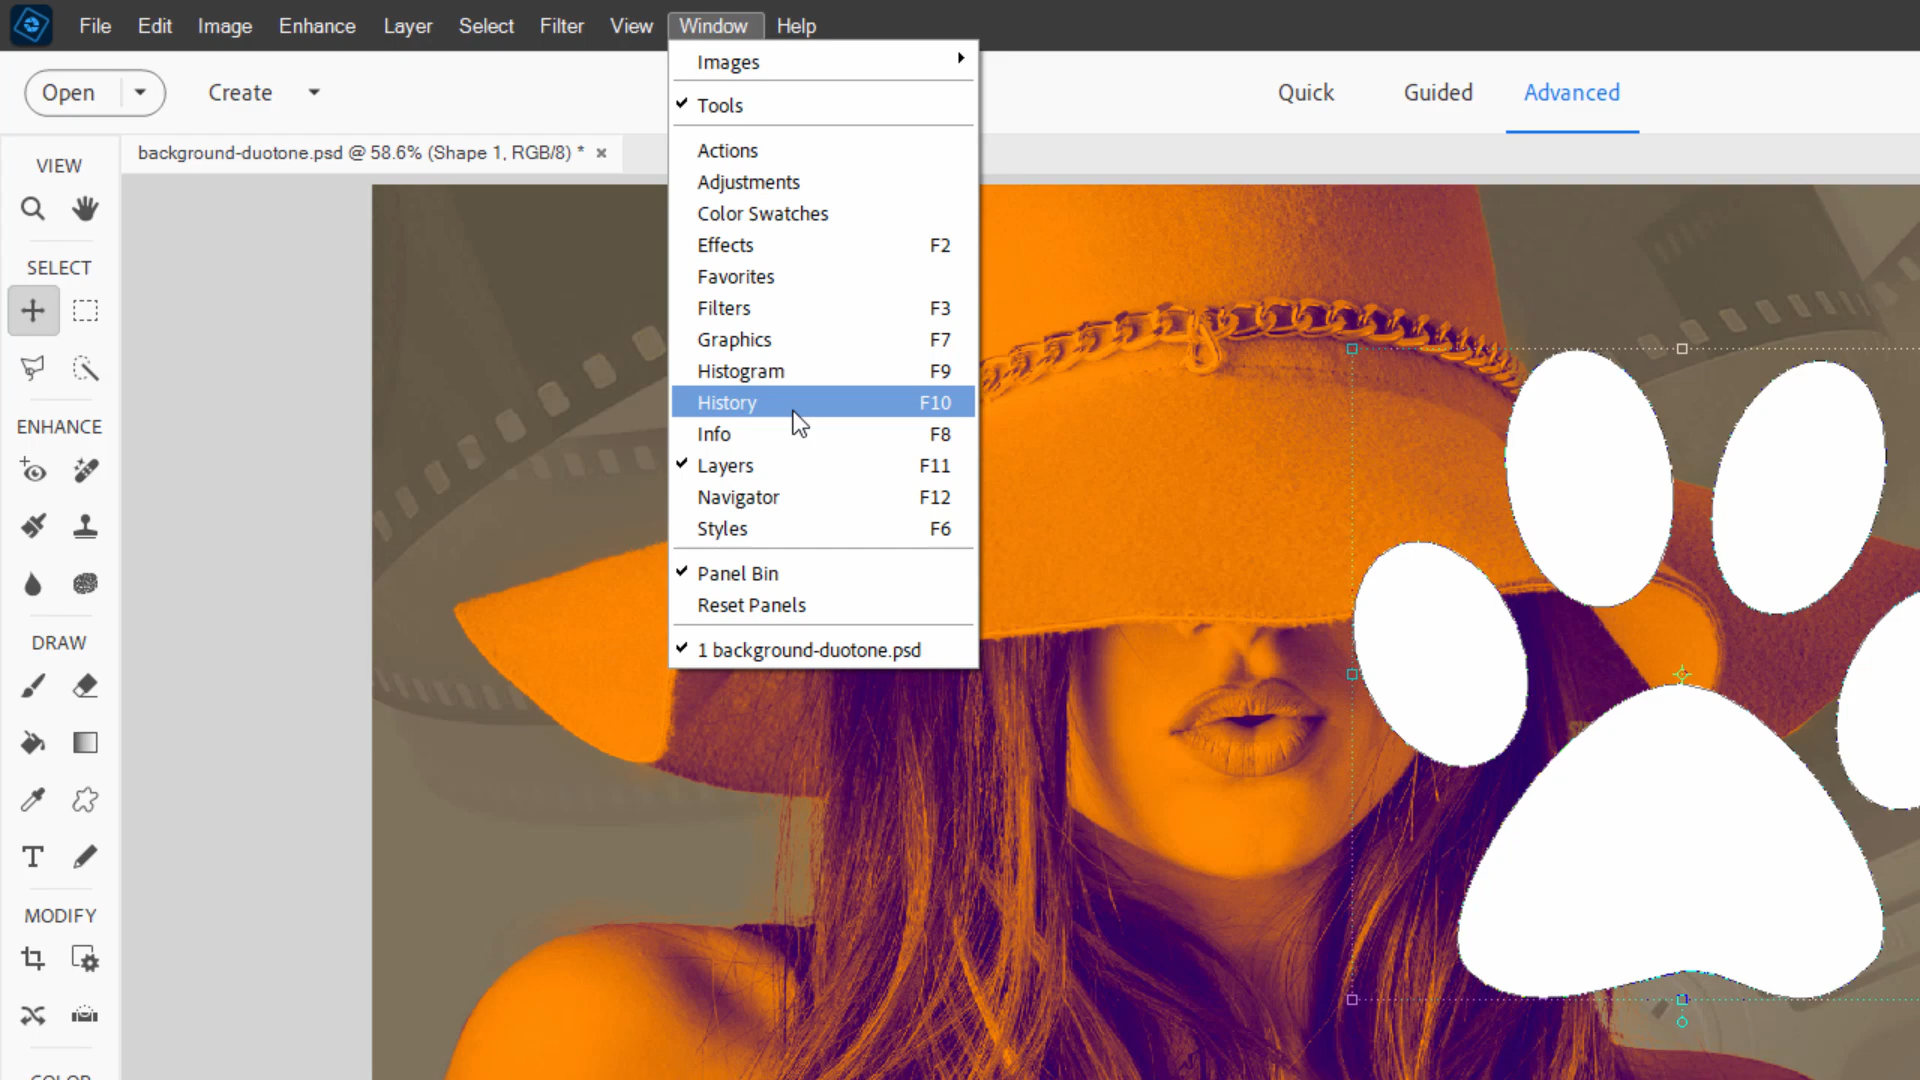 File Edit Image Enhance Layer Select Filter View Window Help
Open Create Quick Guided Advanced
background-duotone.psd @ 58.6% (Shape 1, RGB/8) *
Images
Tools
Actions
Adjustments
Color Swatches
Effects F2
Favorites
Filters F3
Graphics F7
Histogram F9
History F10
Info F8
Layers F11
Navigator F12
Styles F6
Panel Bin
Reset Panels
1 background-duotone.psd
VIEW
SELECT
ENHANCE
DRAW
MODIFY
COLOR